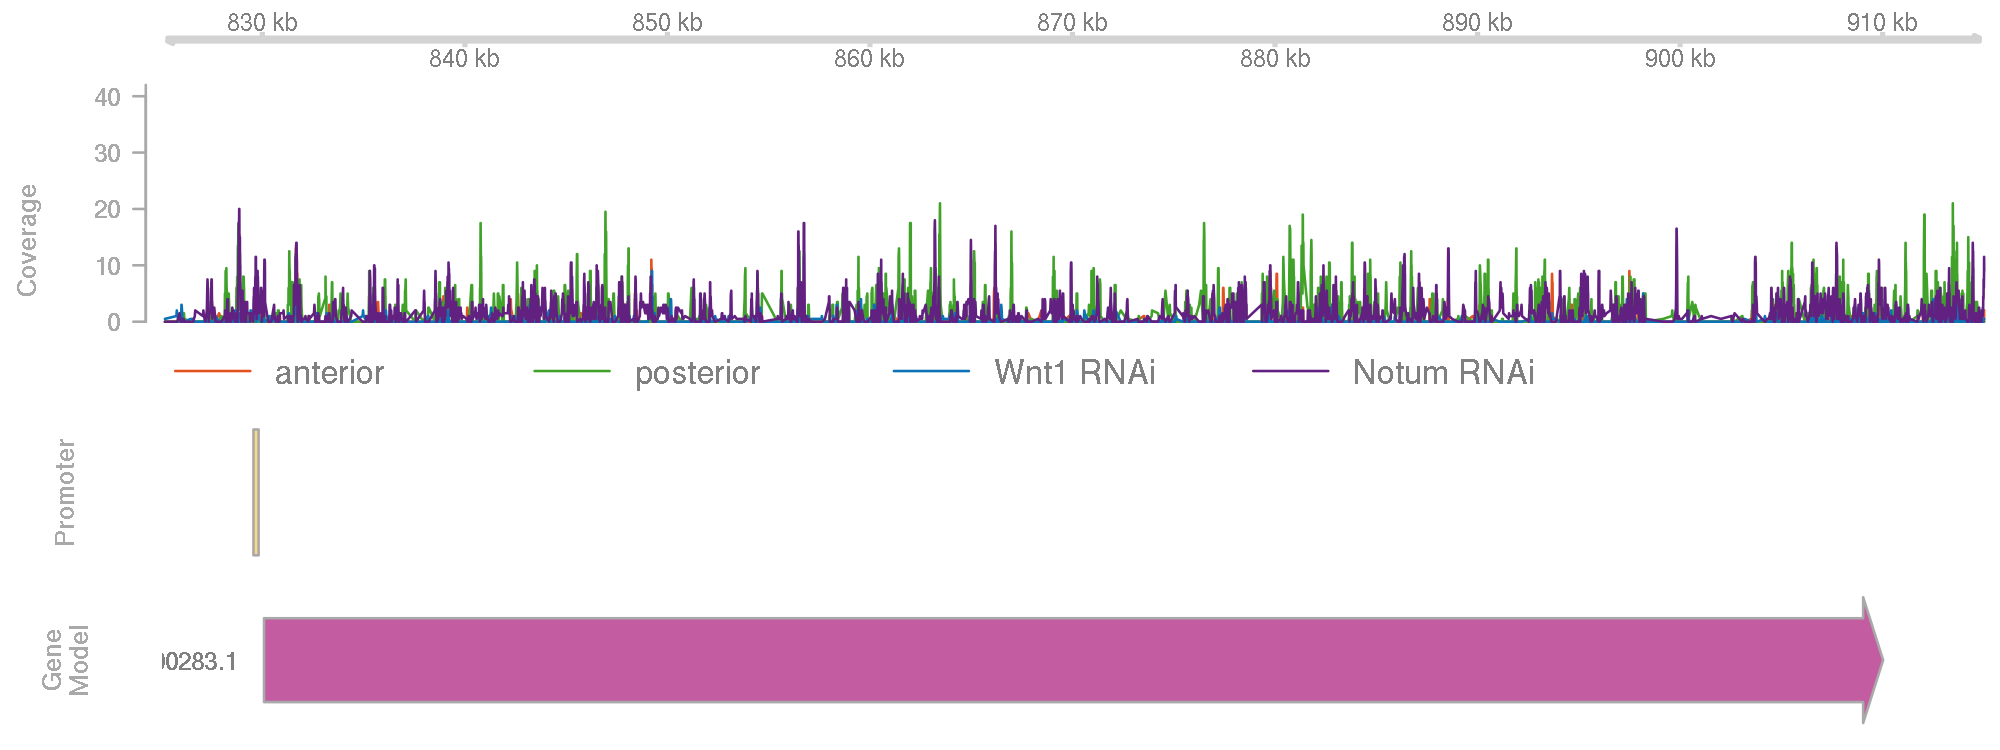 830 kb 850 kb 870 kb 890 kb 910 kb
840 kb 860 kb 880 kb 900 kb
Coverage
40
30
20
10
0
anterior posterior Wnt1 RNAi Notum RNAi
Promoter
Gene
Model
0283.1